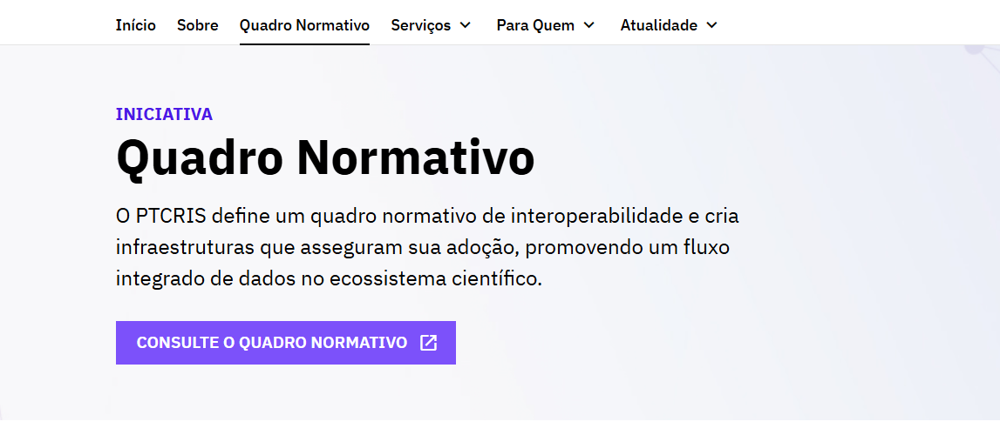 Início Sobre Quadro Normativo Serviços Para Quem Atualidade
INICIATIVA
Quadro Normativo
O PTCRIS define um quadro normativo de interoperabilidade e cria
infraestruturas que asseguram sua adoção, promovendo um fluxo
integrado de dados no ecossistema científico.
CONSULTE O QUADRO NORMATIVO